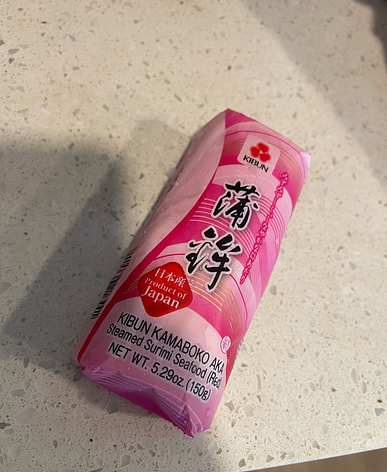 KIBUN
蒲鉾
日本産
Product of
Japan
KIBUN KAMABOKO AKA
Steamed Surimi Seafood (Red)
NET WT. 5.29oz. (150g)